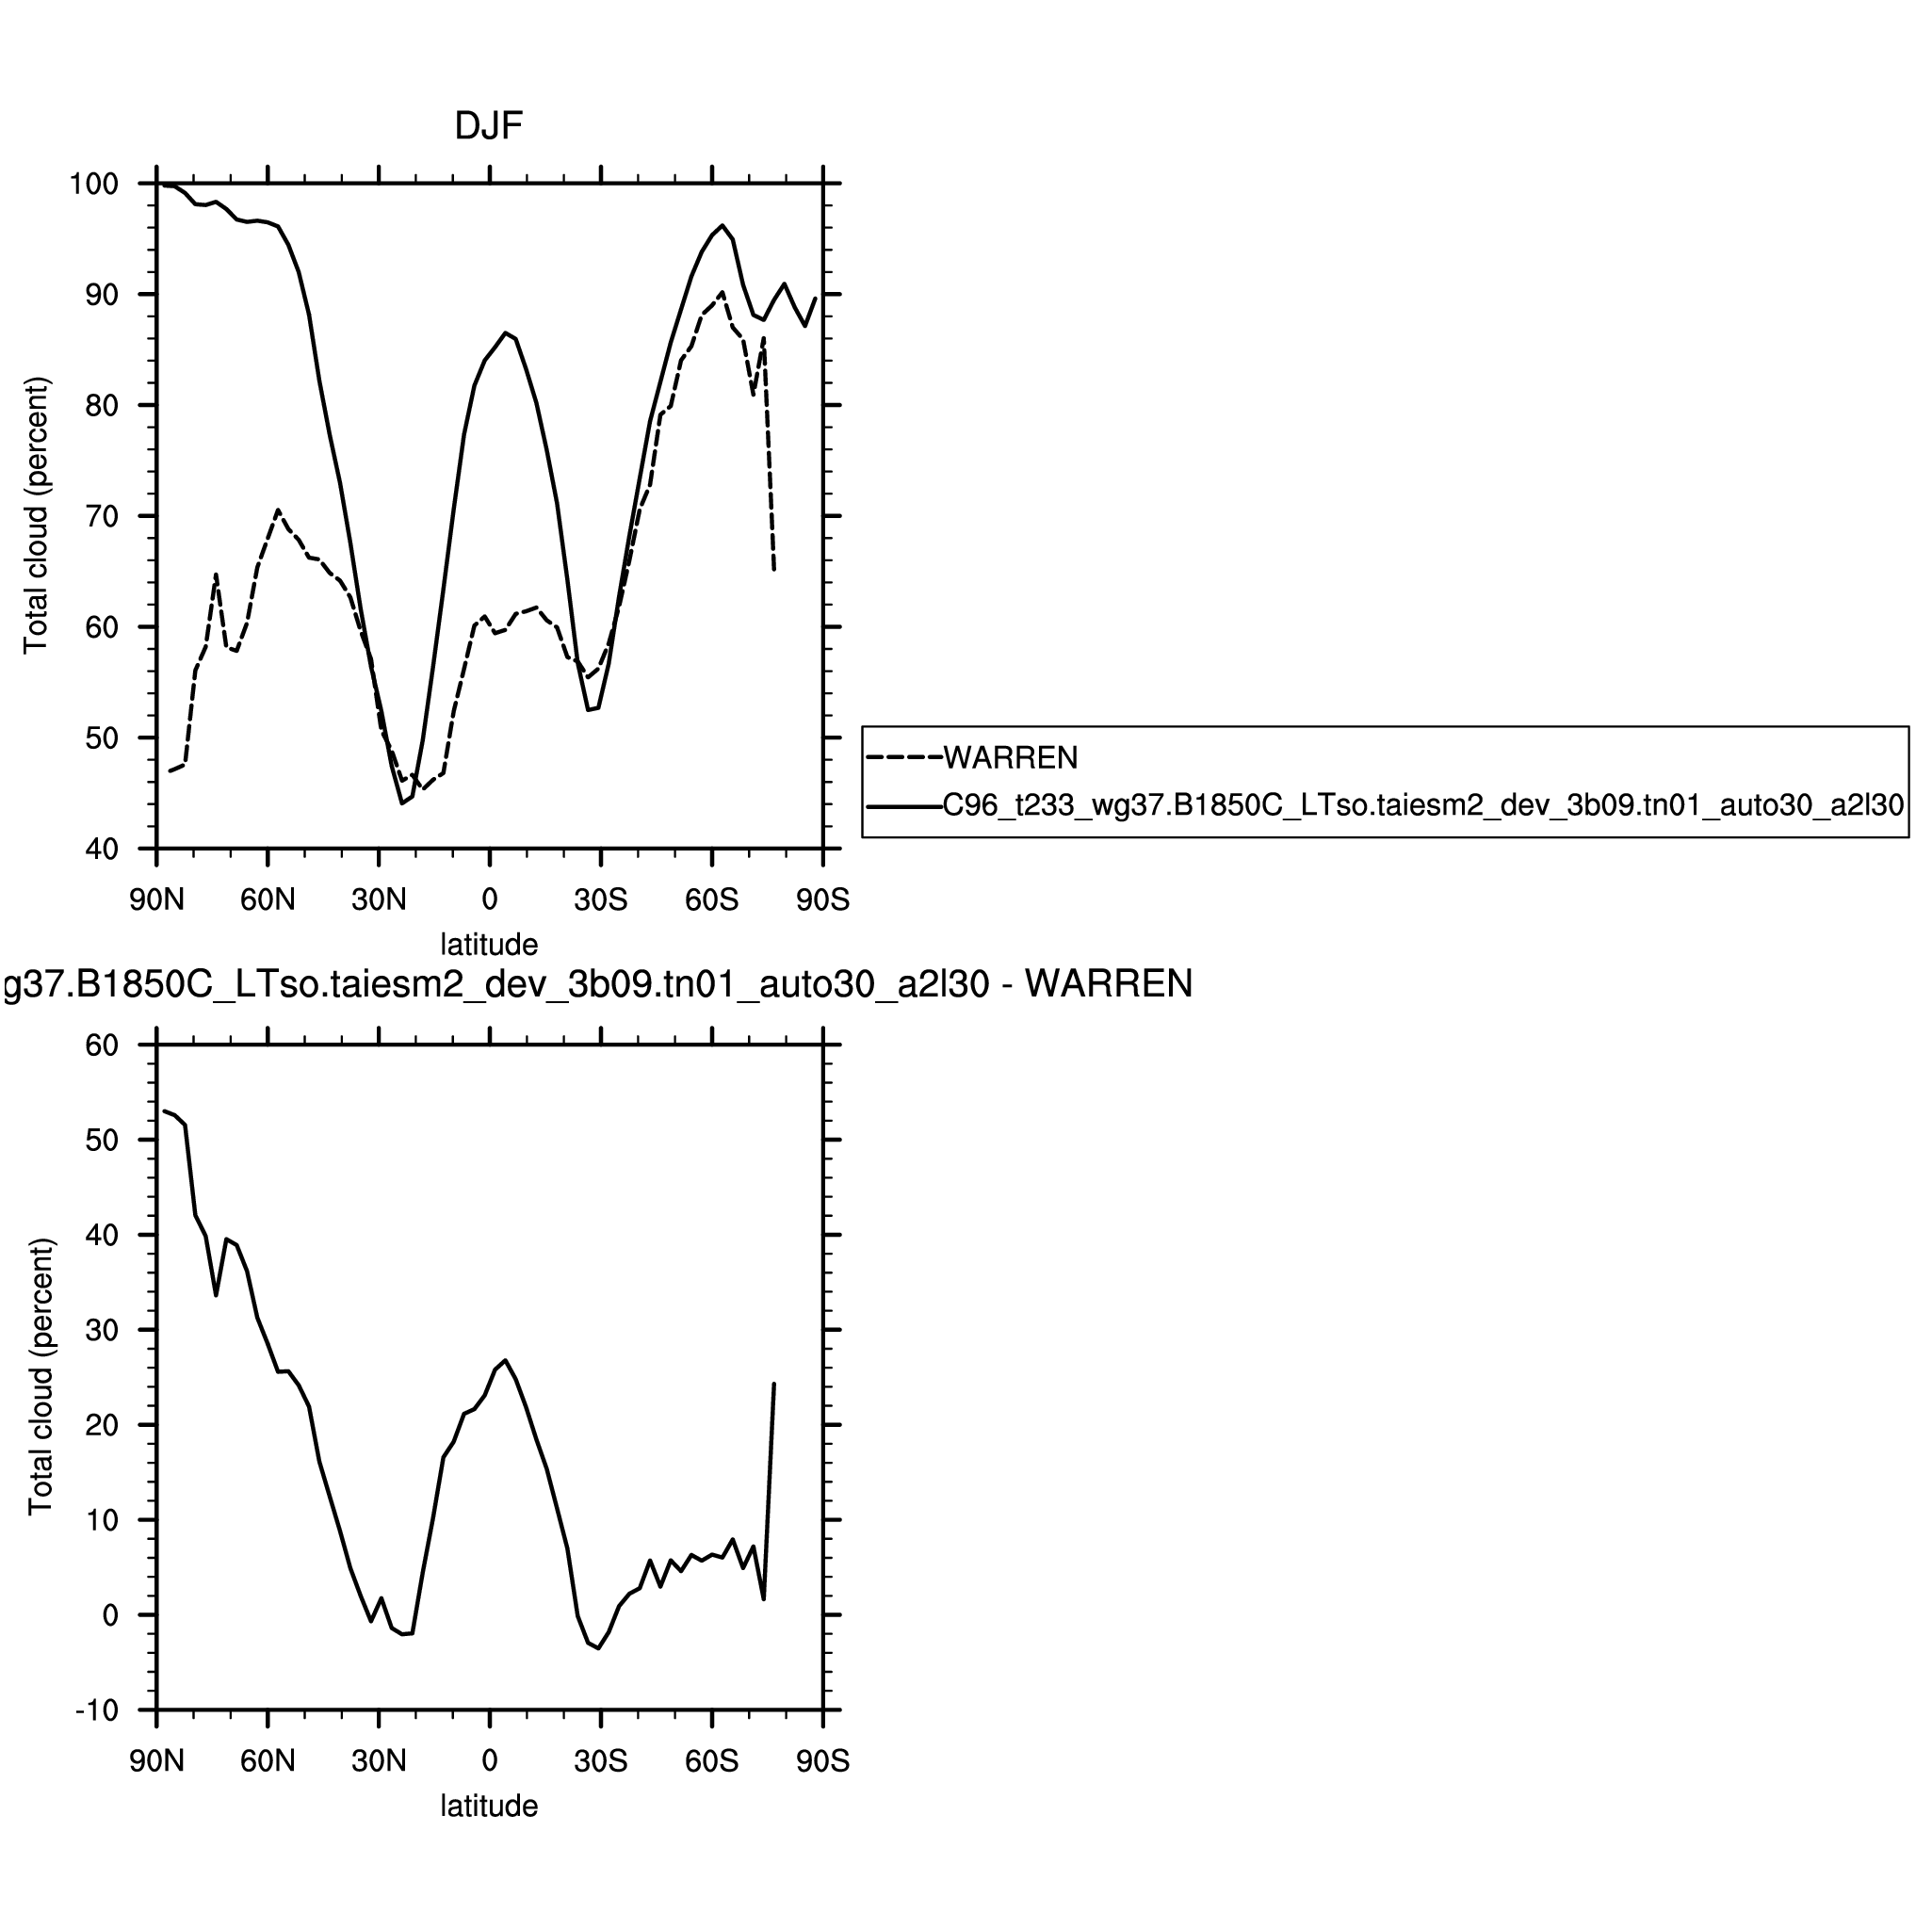 DJF
100
90
80
70
60
50
40
Total cloud (percent)
90N 60N 30N 0 30S 60S 90S
latitude
WARREN
C96_t233_wg37.B1850C_LTso.taiesm2_dev_3b09.tn01_auto30_a2l30
g37.B1850C_LTso.taiesm2_dev_3b09.tn01_auto30_a2l30 - WARREN
60
50
40
30
20
10
0
-10
Total cloud (percent)
90N 60N 30N 0 30S 60S 90S
latitude